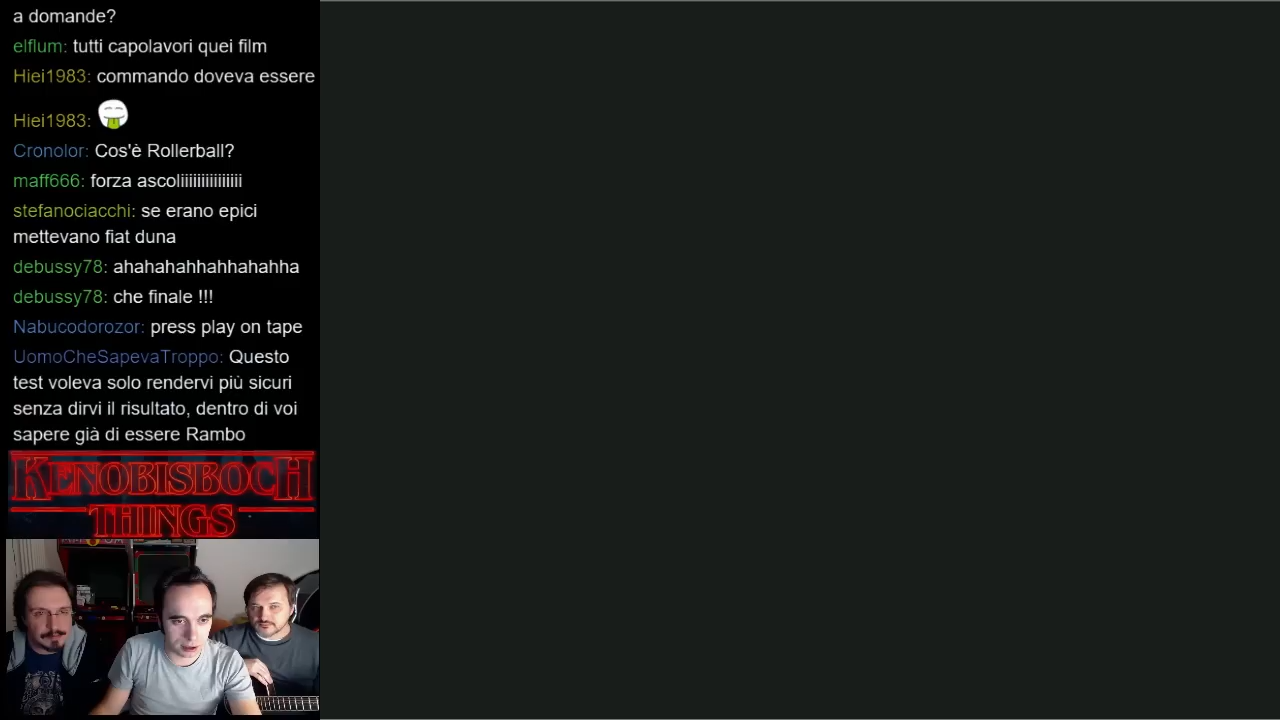 a domande?
elflum: tutti capolavori quei film
Hiei1983: commando doveva essere
Hiei1983:
Cronolor: Cos'è Rollerball?
maff666: forza ascoliiiiiiiiiiiiiii
stefanociacchi: se erano epici
mettevano fiat duna
debussy78: ahahahahhahhahahha
debussy78: che finale !!!
Nabucodorozor: press play on tape
UomoCheSapevaTroppo: Questo
test voleva solo rendervi più sicuri
senza dirvi il risultato, dentro di voi
sapere già di essere Rambo
KENOBISBOCH
THINGS